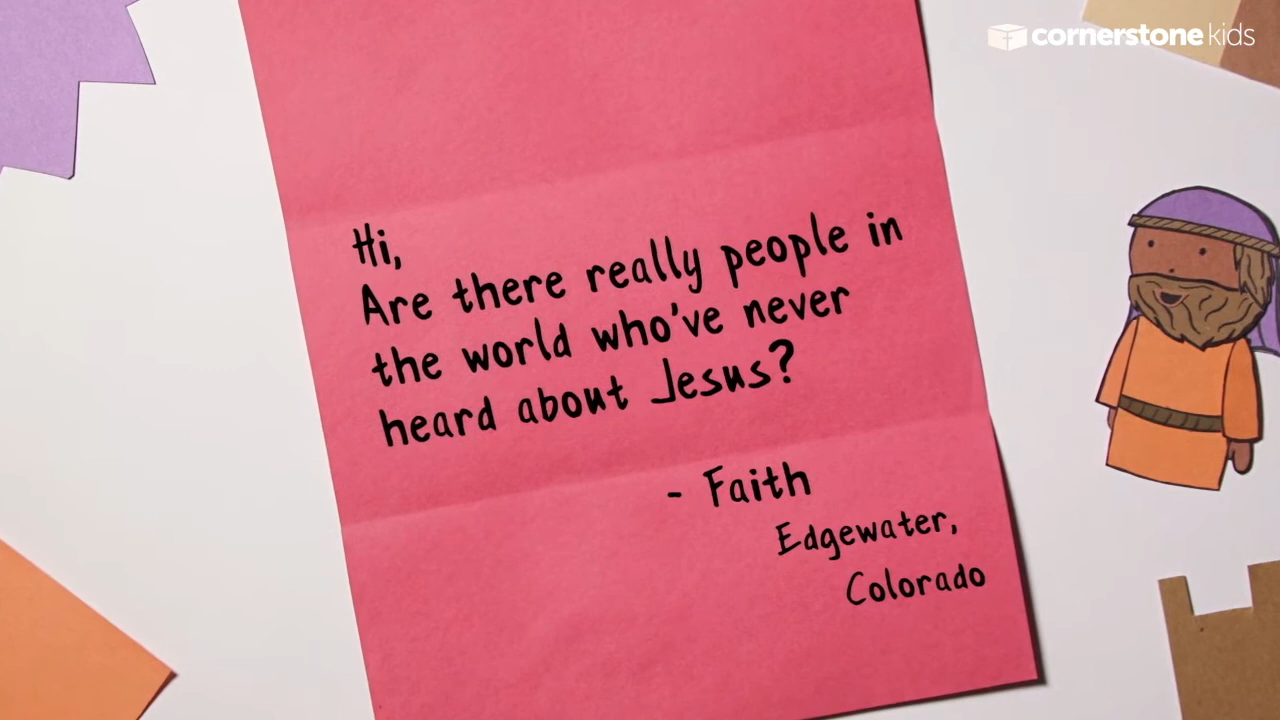 cornerstone kids
Hi,
Are there really people in
the world who've never
heard about Jesus?
- Faith
Edgewater,
Colorado